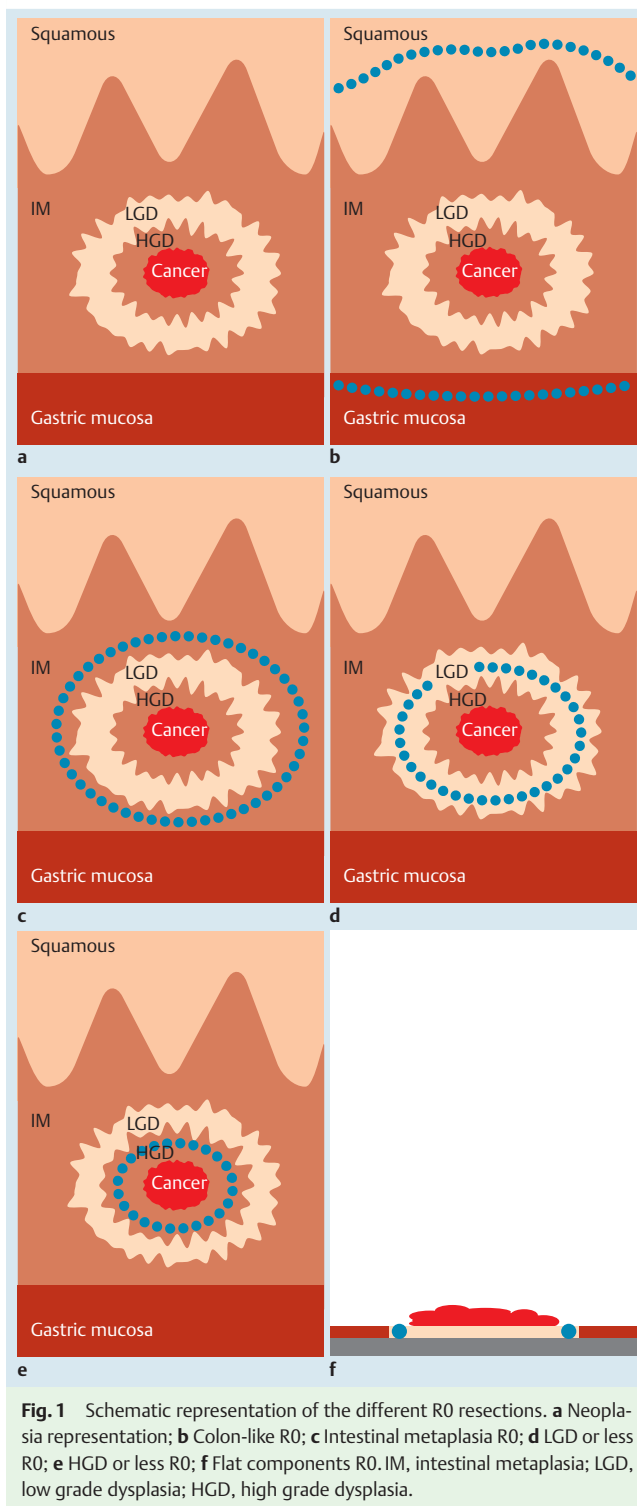 Squamous
IM
LGD
HGD
Cancer
Gastric mucosa
a
Squamous
IM
LGD
HGD
Cancer
Gastric mucosa
b
Squamous
IM
LGD
HGD
Cancer
Gastric mucosa
c
Squamous
IM
LGD
HGD
Cancer
Gastric mucosa
d
Squamous
IM
LGD
HGD
Cancer
Gastric mucosa
e
f
Fig. 1 Schematic representation of the different R0 resections. a Neopla-
sia representation; b Colon-like R0; c Intestinal metaplasia R0; d LGD or less
R0; e HGD or less R0; f Flat components R0. IM, intestinal metaplasia; LGD,
low grade dysplasia; HGD, high grade dysplasia.